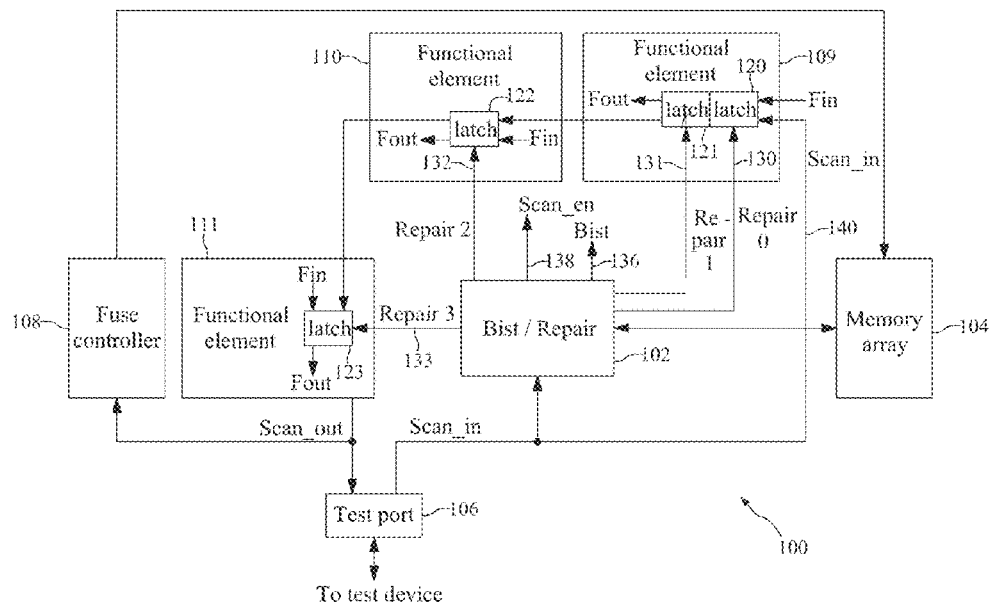 110
Functional
element
122
latch
Fout
Fin
132
Functional
element
109
120
Fout
latch
latch
Fin
121
131
130
Scan_in
Scan_en
Bist
Repair 2
138
136
Re -
pair
1
Repair
0
140
111
108
Fuse
controller
Fin
Functional
element
latch
123
Fout
Repair 3
133
Bist / Repair
102
Memory
array
104
Scan_out
Scan_in
Test port
106
100
To test device